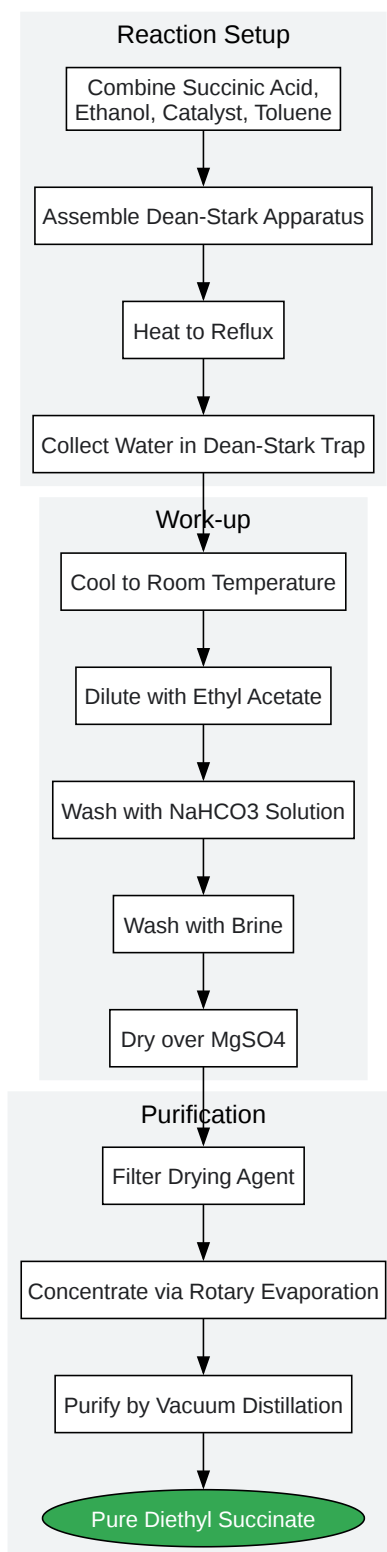 Reaction Setup
Combine Succinic Acid,
Ethanol, Catalyst, Toluene
Assemble Dean-Stark Apparatus
Heat to Reflux
Collect Water in Dean-Stark Trap
Work-up
Cool to Room Temperature
Dilute with Ethyl Acetate
Wash with NaHCO3 Solution
Wash with Brine
Dry over MgSO4
Purification
Filter Drying Agent
Concentrate via Rotary Evaporation
Purify by Vacuum Distillation
Pure Diethyl Succinate